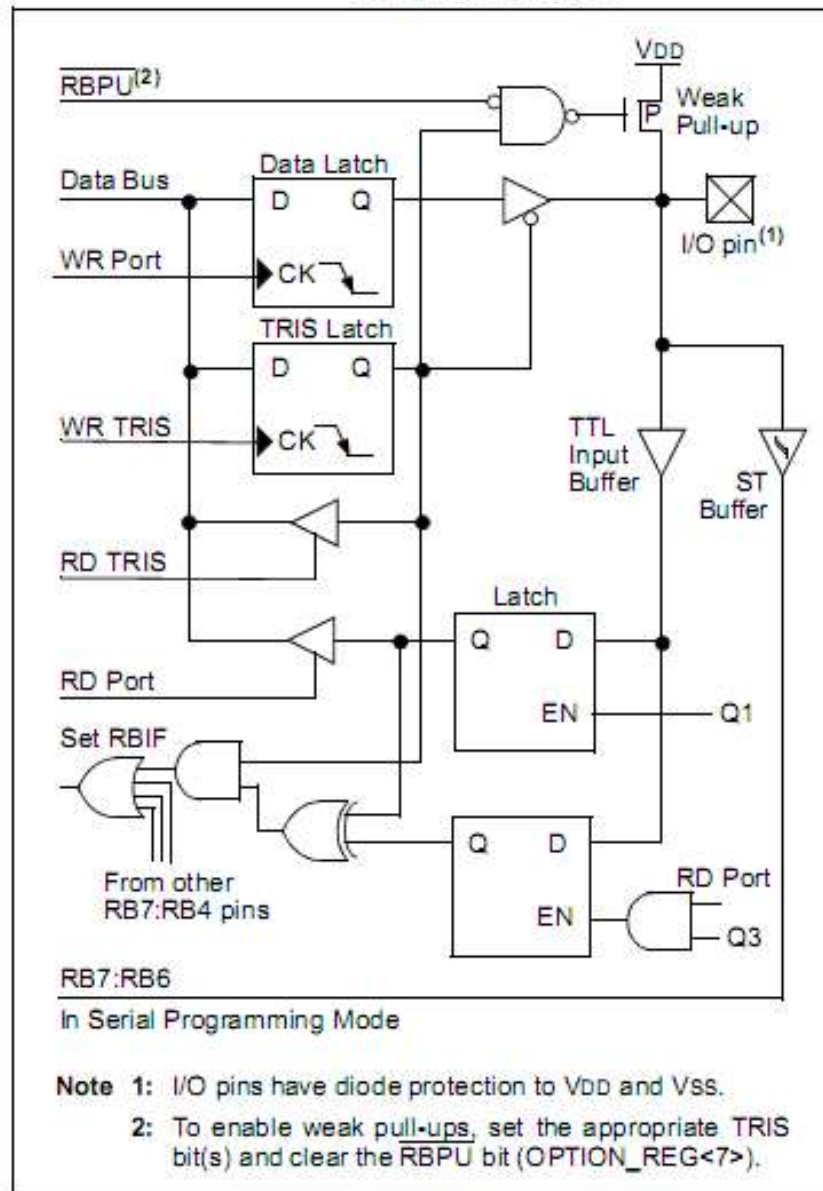 VDD
RBPU(2)
P
Weak
Pull-up
Data Latch
Data Bus
D Q
I/O pin(1)
WR Port
CK
TRIS Latch
D Q
WR TRIS
CK
TTL
Input
Buffer
ST
Buffer
RD TRIS
Latch
Q D
RD Port
EN
Q1
Set RBIF
Q D
From other
RB7:RB4 pins
RD Port
EN
Q3
RB7:RB6
In Serial Programming Mode
Note 1: I/O pins have diode protection to VDD and VSS.
2: To enable weak pull-ups, set the appropriate TRIS
bit(s) and clear the RBPU bit (OPTION_REG<7>).